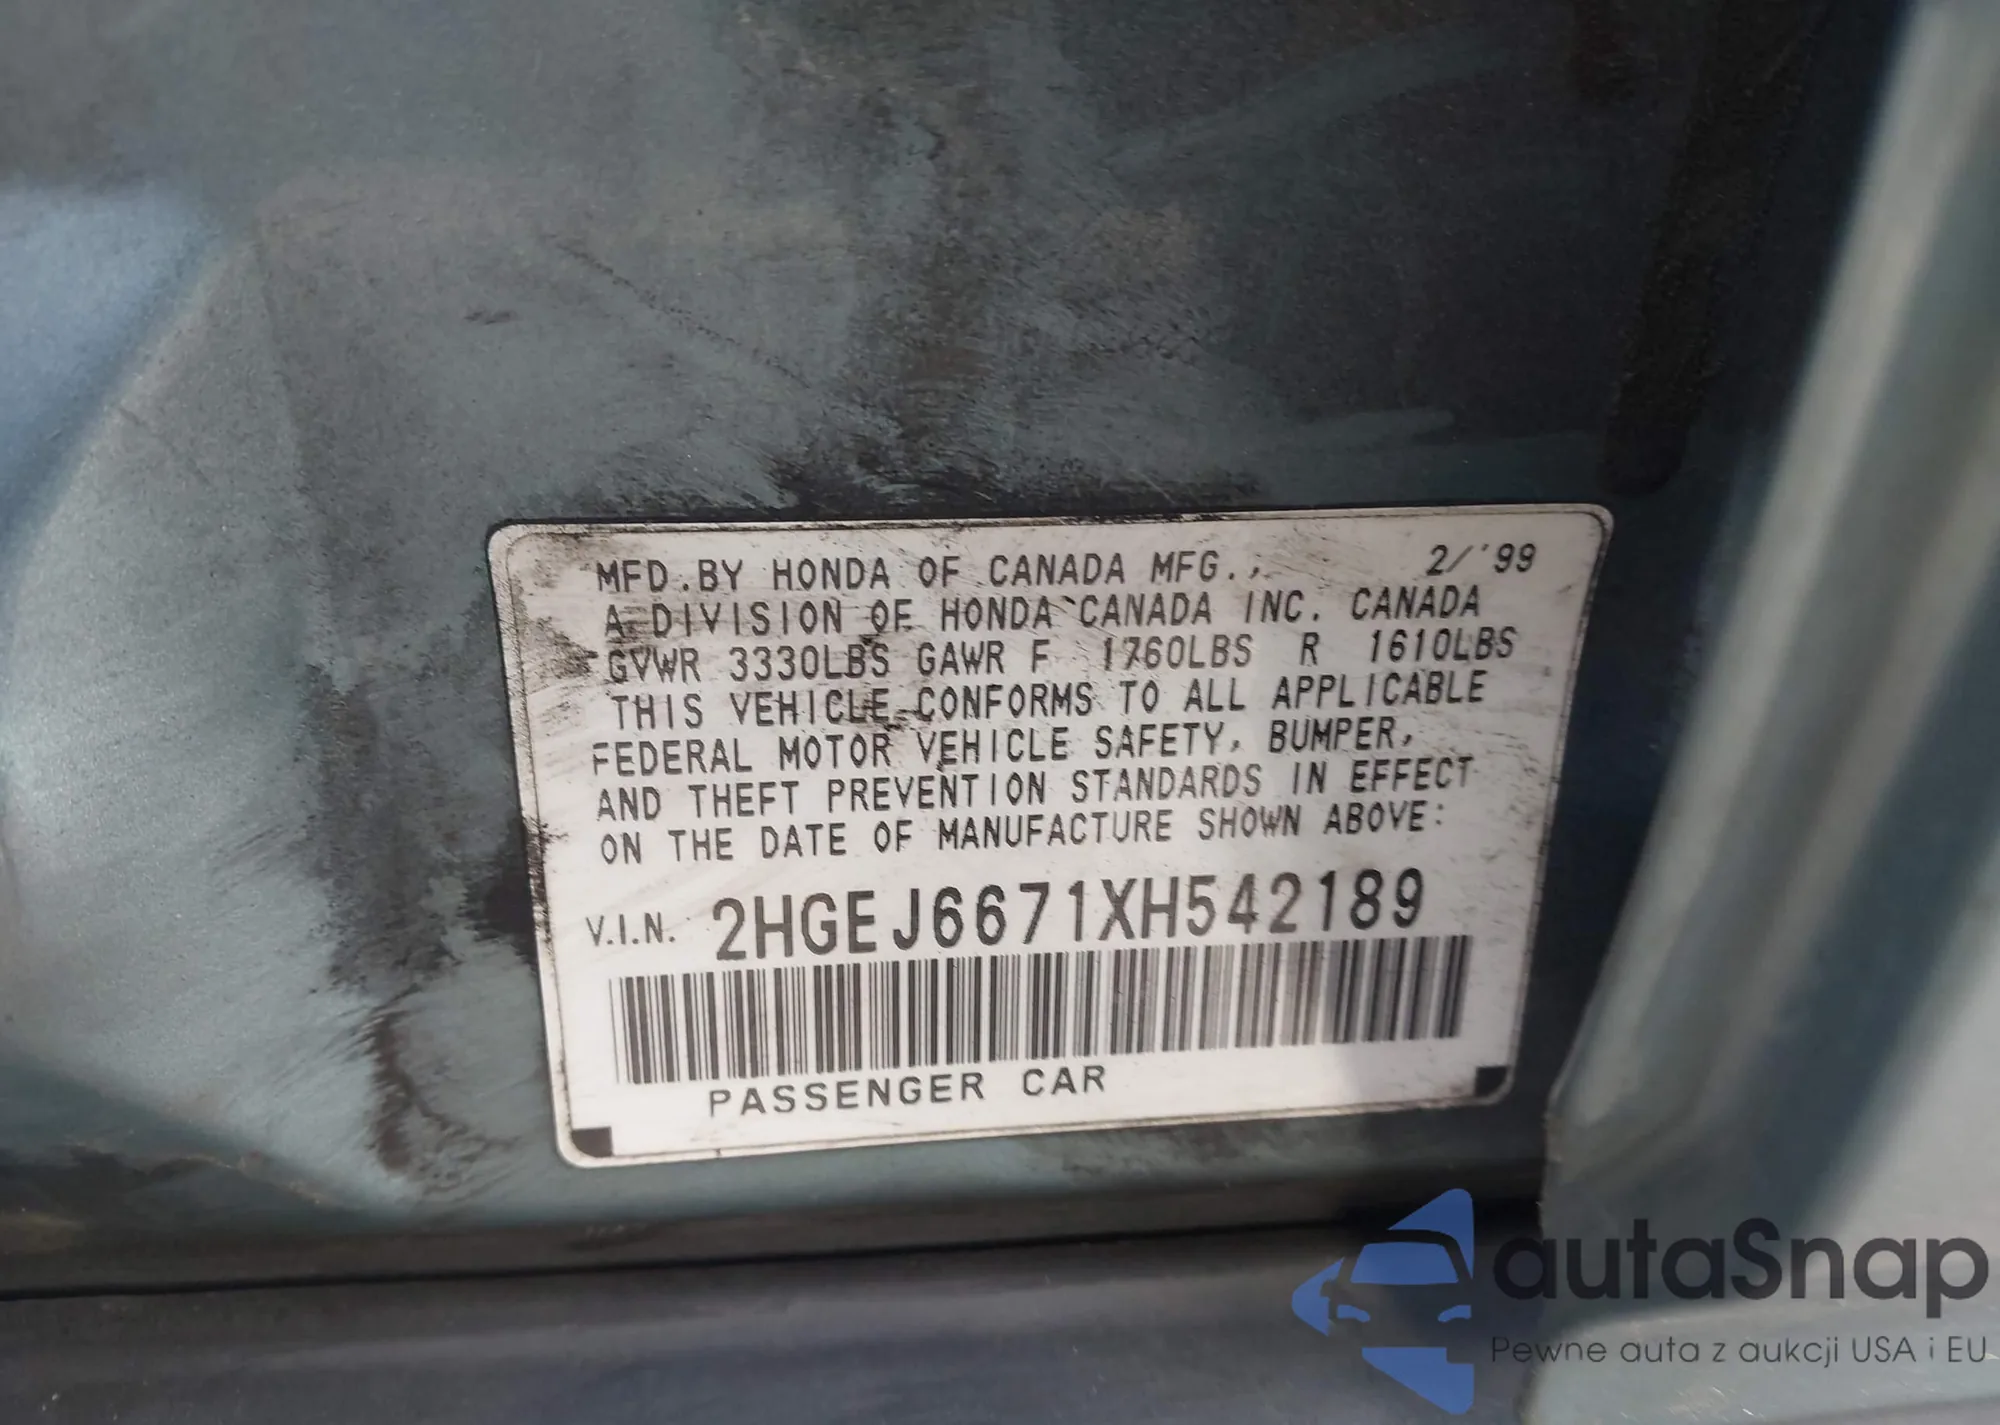 MFD. BY HONDA OF CANADA MFG., 2/'99
A DIVISION OF HONDA CANADA INC. CANADA
GVWR 3330LBS GAWR F 1760LBS R 1610LBS
THIS VEHICLE CONFORMS TO ALL APPLICABLE
FEDERAL MOTOR VEHICLE SAFETY, BUMPER,
AND THEFT PREVENTION STANDARDS IN EFFECT
ON THE DATE OF MANUFACTURE SHOWN ABOVE:
V.I.N. 2HGEJ6671XH542189
PASSENGER CAR
autaSnap
Pewne auta z aukcji USA i EU